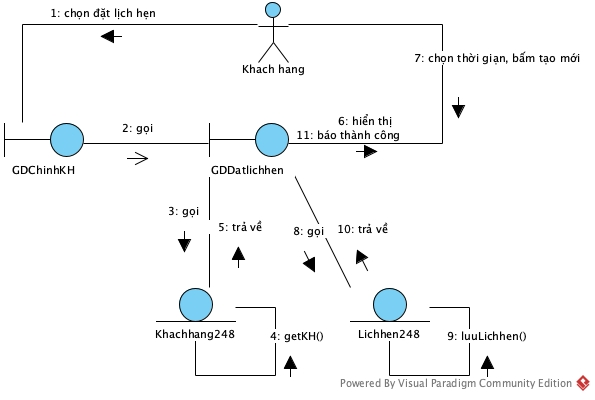 1: chọn đặt lịch hẹn
Khach hang
7: chọn thời gian, bấm tạo mới
2: gọi
6: hiển thị
11: báo thành công
GDChinhKH
GDDatlichhen
3: gọi
5: trả về
8: gọi
10: trả về
Khachhang248
4: getKH()
Lichhen248
9: luuLichhen()
Powered By Visual Paradigm Community Edition